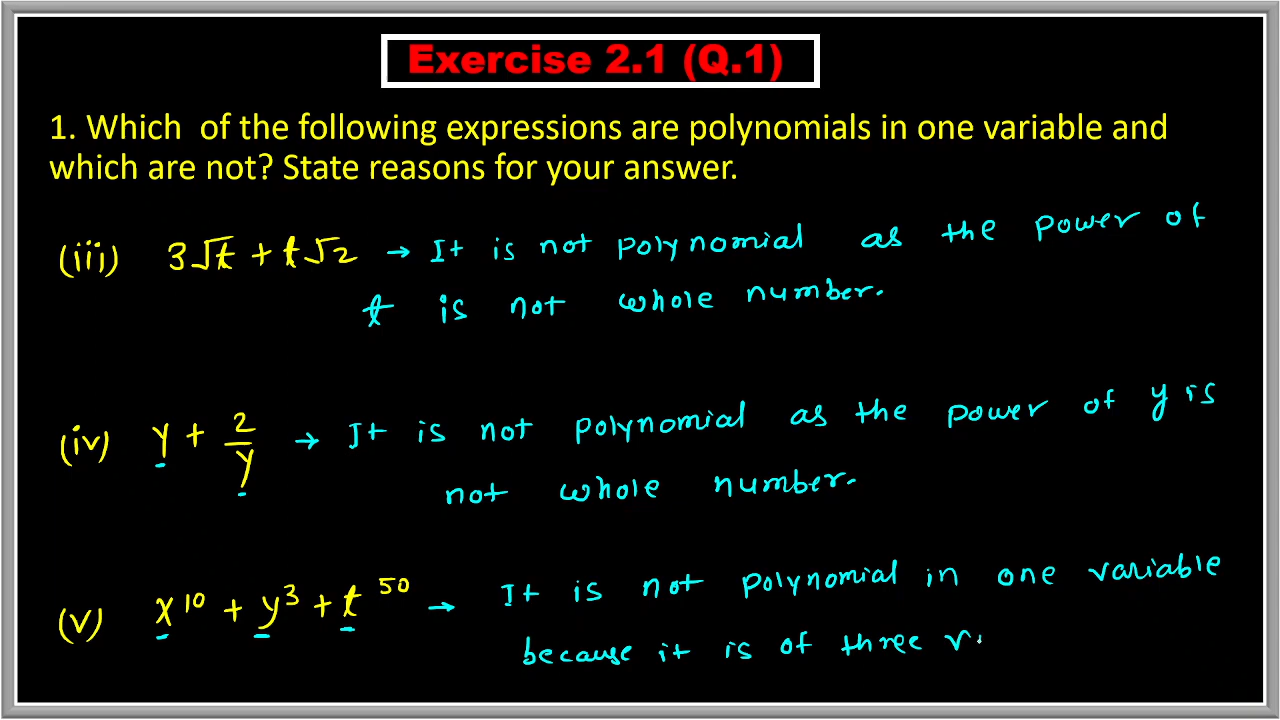 Exercise 2.1 (Q.1)
1. Which of the following expressions are polynomials in one variable and
which are not? State reasons for your answer.
(iii) 3√t + t√2 → It is not polynomial as the power of
t is not whole number.
(iv) y + 2/y → It is not polynomial as the power of y is
not whole number.
(v) x¹⁰ + y³ + t⁵⁰ → It is not polynomial in one variable
because it is of three v